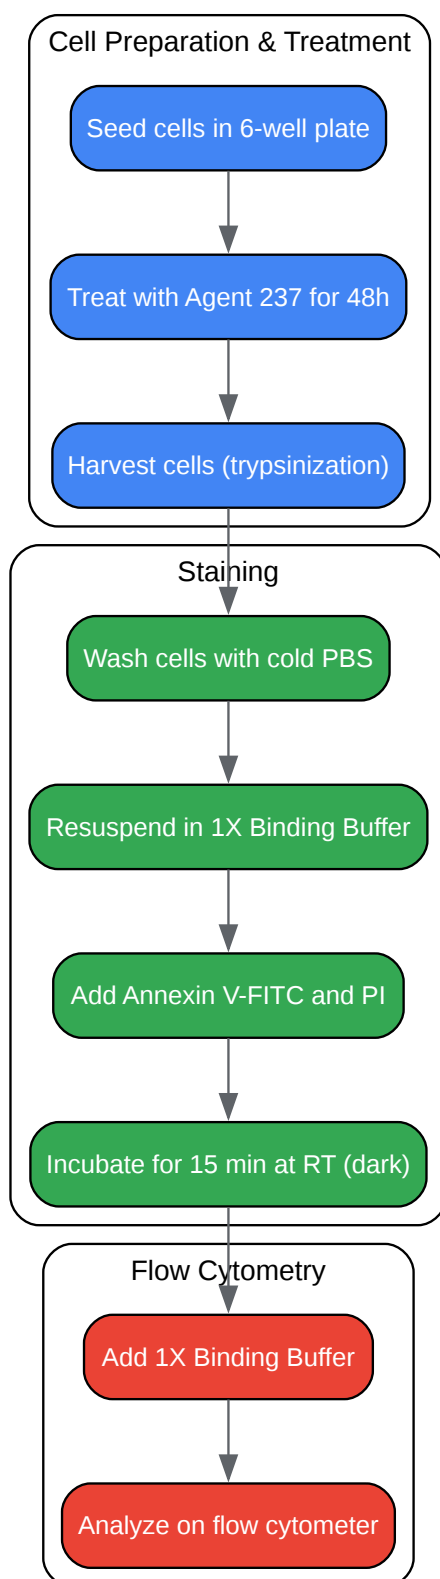 Cell Preparation & Treatment
Seed cells in 6-well plate
Treat with Agent 237 for 48h
Harvest cells (trypsinization)
Staining
Wash cells with cold PBS
Resuspend in 1X Binding Buffer
Add Annexin V-FITC and PI
Incubate for 15 min at RT (dark)
Flow Cytometry
Add 1X Binding Buffer
Analyze on flow cytometer